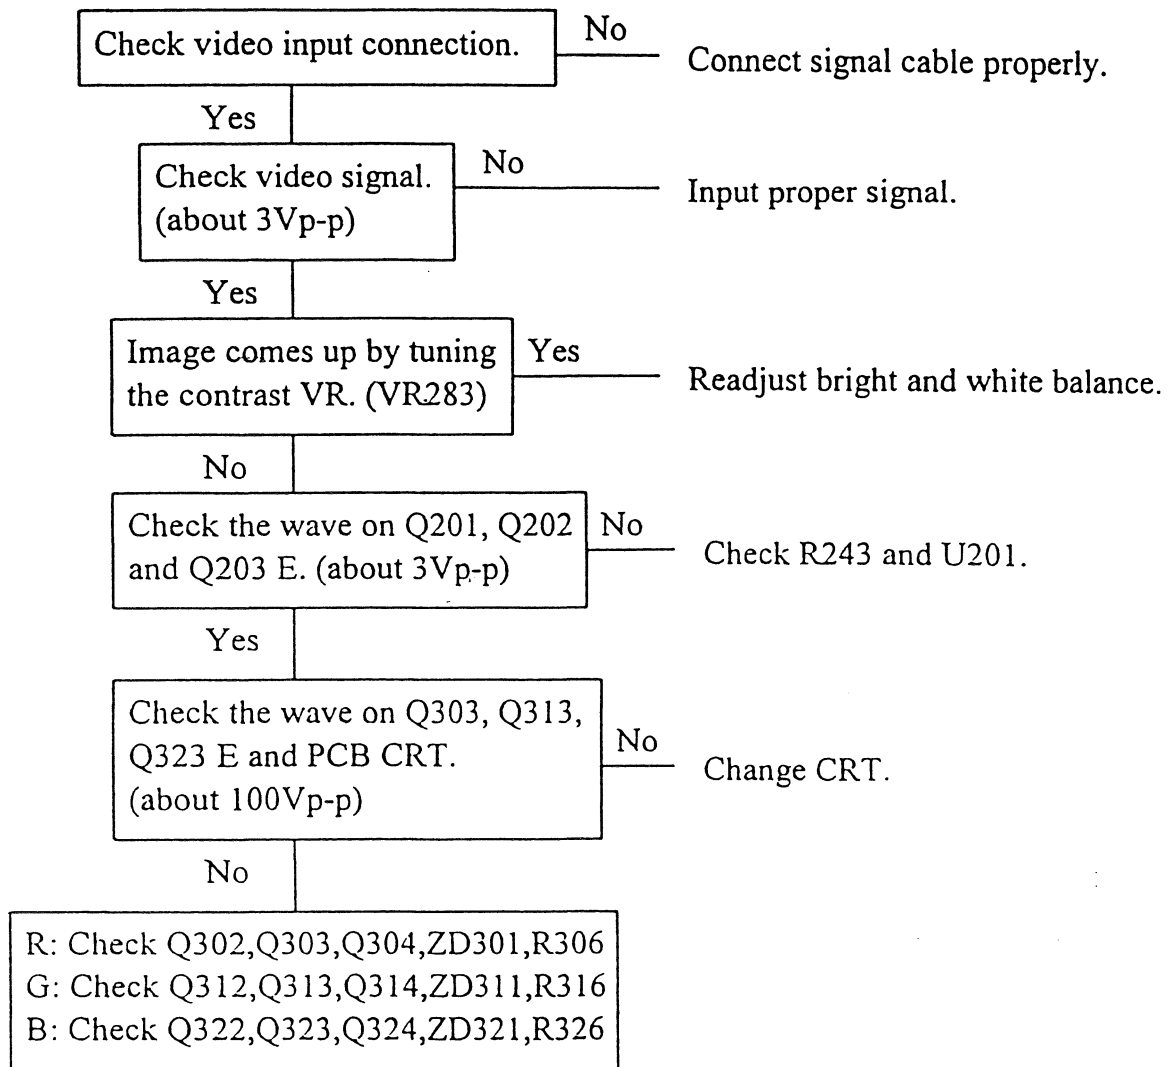 Check video input connection.
No
Connect signal cable properly.
Yes
Check video signal.
(about 3Vp-p)
No
Input proper signal.
Yes
Image comes up by tuning
the contrast VR. (VR283)
Yes
Readjust bright and white balance.
No
Check the wave on Q201, Q202
and Q203 E. (about 3Vp-p)
No
Check R243 and U201.
Yes
Check the wave on Q303, Q313,
Q323 E and PCB CRT.
(about 100Vp-p)
No
Change CRT.
No
R: Check Q302,Q303,Q304,ZD301,R306
G: Check Q312,Q313,Q314,ZD311,R316
B: Check Q322,Q323,Q324,ZD321,R326